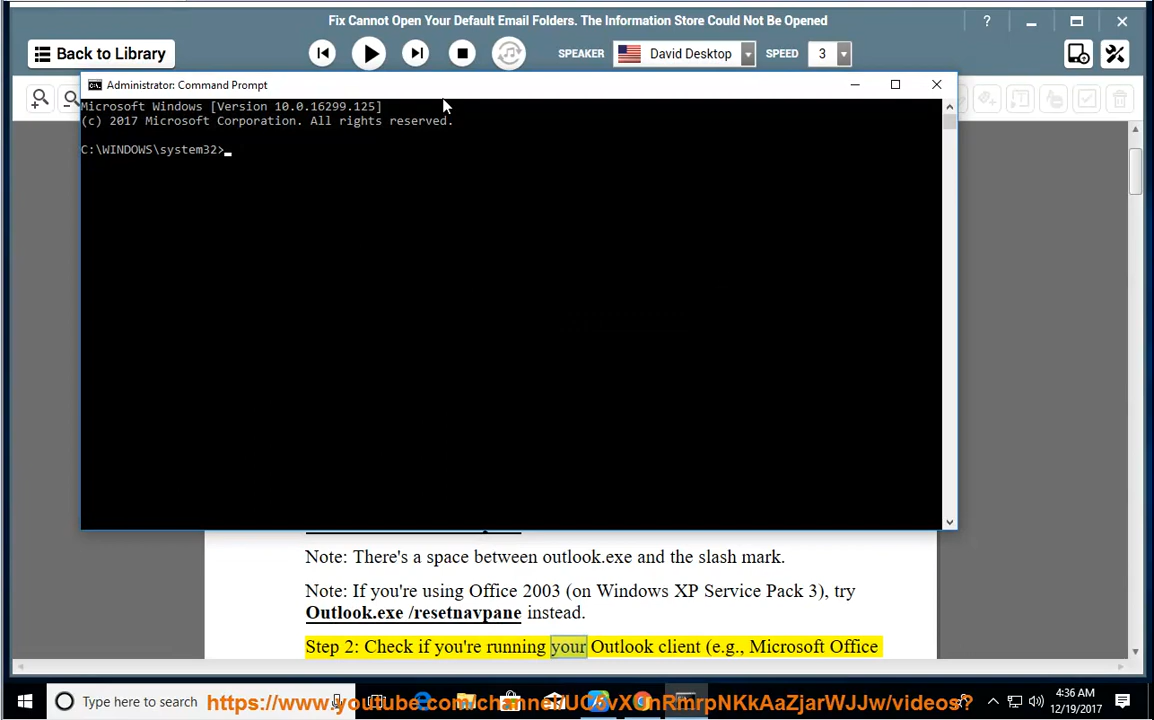 Fix Cannot Open Your Default Email Folders. The Information Store Could Not Be Opened
?
Back to Library
SPEAKER
David Desktop
SPEED
3
Administrator: Command Prompt
Microsoft Windows [Version 10.0.16299.125]
(c) 2017 Microsoft Corporation. All rights reserved.
C:\WINDOWS\system32>
Note: There's a space between outlook.exe and the slash mark.
Note: If you're using Office 2003 (on Windows XP Service Pack 3), try
Outlook.exe /resetnavpane instead.
Step 2: Check if you're running your Outlook client (e.g., Microsoft Office
Type here to search
4:36 AM
12/19/2017